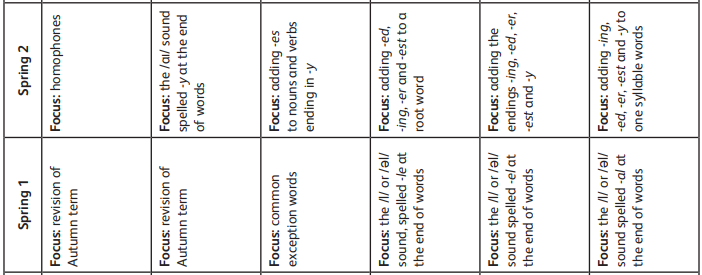 Spring 1
Spring 2
Focus: revision of
Autumn term
Focus: homophones
Focus: revision of
Autumn term
Focus: the /aɪ/ sound
spelled -y at the end
of words
Focus: common
exception words
Focus: adding -es
to nouns and verbs
ending in -y
Focus: the /l/ or /əl/
sound, spelled -le at
the end of words
Focus: adding -ed,
-ing, -er and -est to a
root word
Focus: the /l/ or /əl/
sound spelled -el at
the end of words
Focus: adding the
endings -ing, -ed, -er,
-est and -y
Focus: the /l/ or /əl/
sound spelled -al at
the end of words
Focus: adding -ing,
-ed, -er, -est and -y to
one syllable words